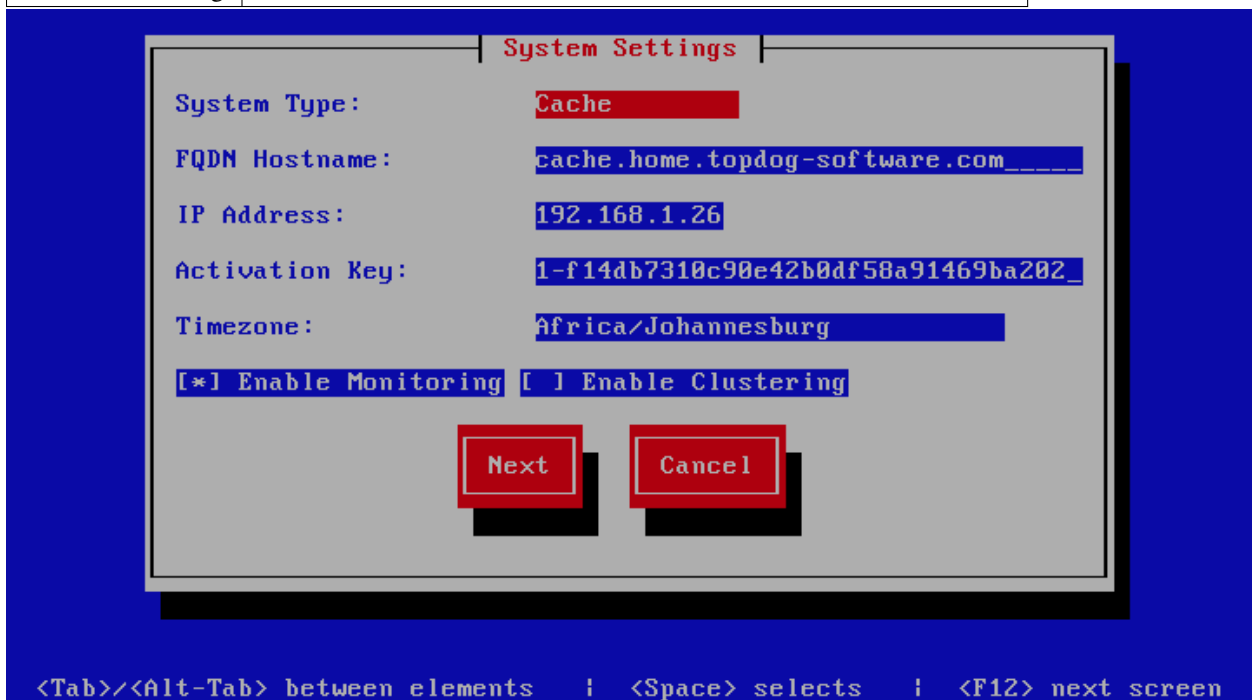 System Settings
System Type: Cache
FQDN Hostname: cache.home.topdog-software.com_____
IP Address: 192.168.1.26
Activation Key: 1-f14db7310c90e42b0df58a91469ba202_
Timezone: Africa/Johannesburg
[*] Enable Monitoring [ ] Enable Clustering
Next Cancel
<Tab>/<Alt-Tab> between elements | <Space> selects | <F12> next screen